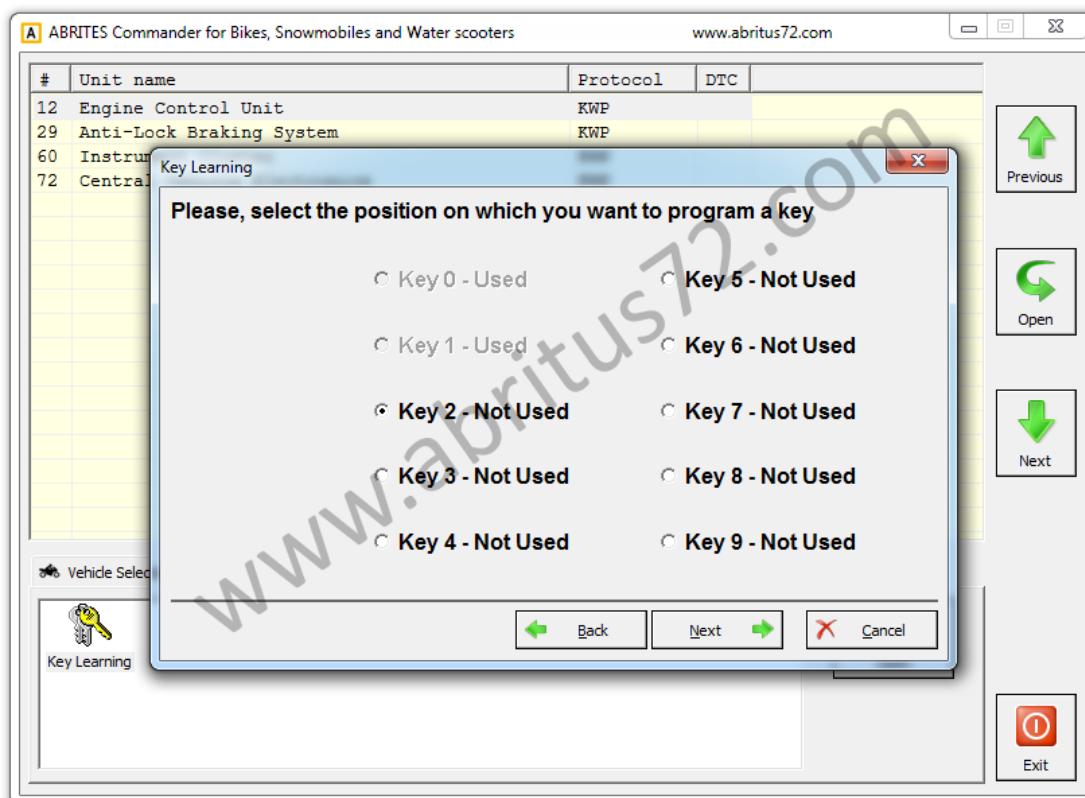 A ABRITES Commander for Bikes, Snowmobiles and Water scooters www.abritus72.com
# Unit name Protocol DTC
12 Engine Control Unit KWP
29 Anti-Lock Braking System KWP
60 Instrum
72 Central
Key Learning
Please, select the position on which you want to program a key
Key 0 - Used
Key 1 - Used
Key 2 - Not Used
Key 3 - Not Used
Key 4 - Not Used
Key 5 - Not Used
Key 6 - Not Used
Key 7 - Not Used
Key 8 - Not Used
Key 9 - Not Used
Back Next Cancel
Vehicle Selec
Key Learning
Previous
Open
Next
Exit
www.abritus72.com